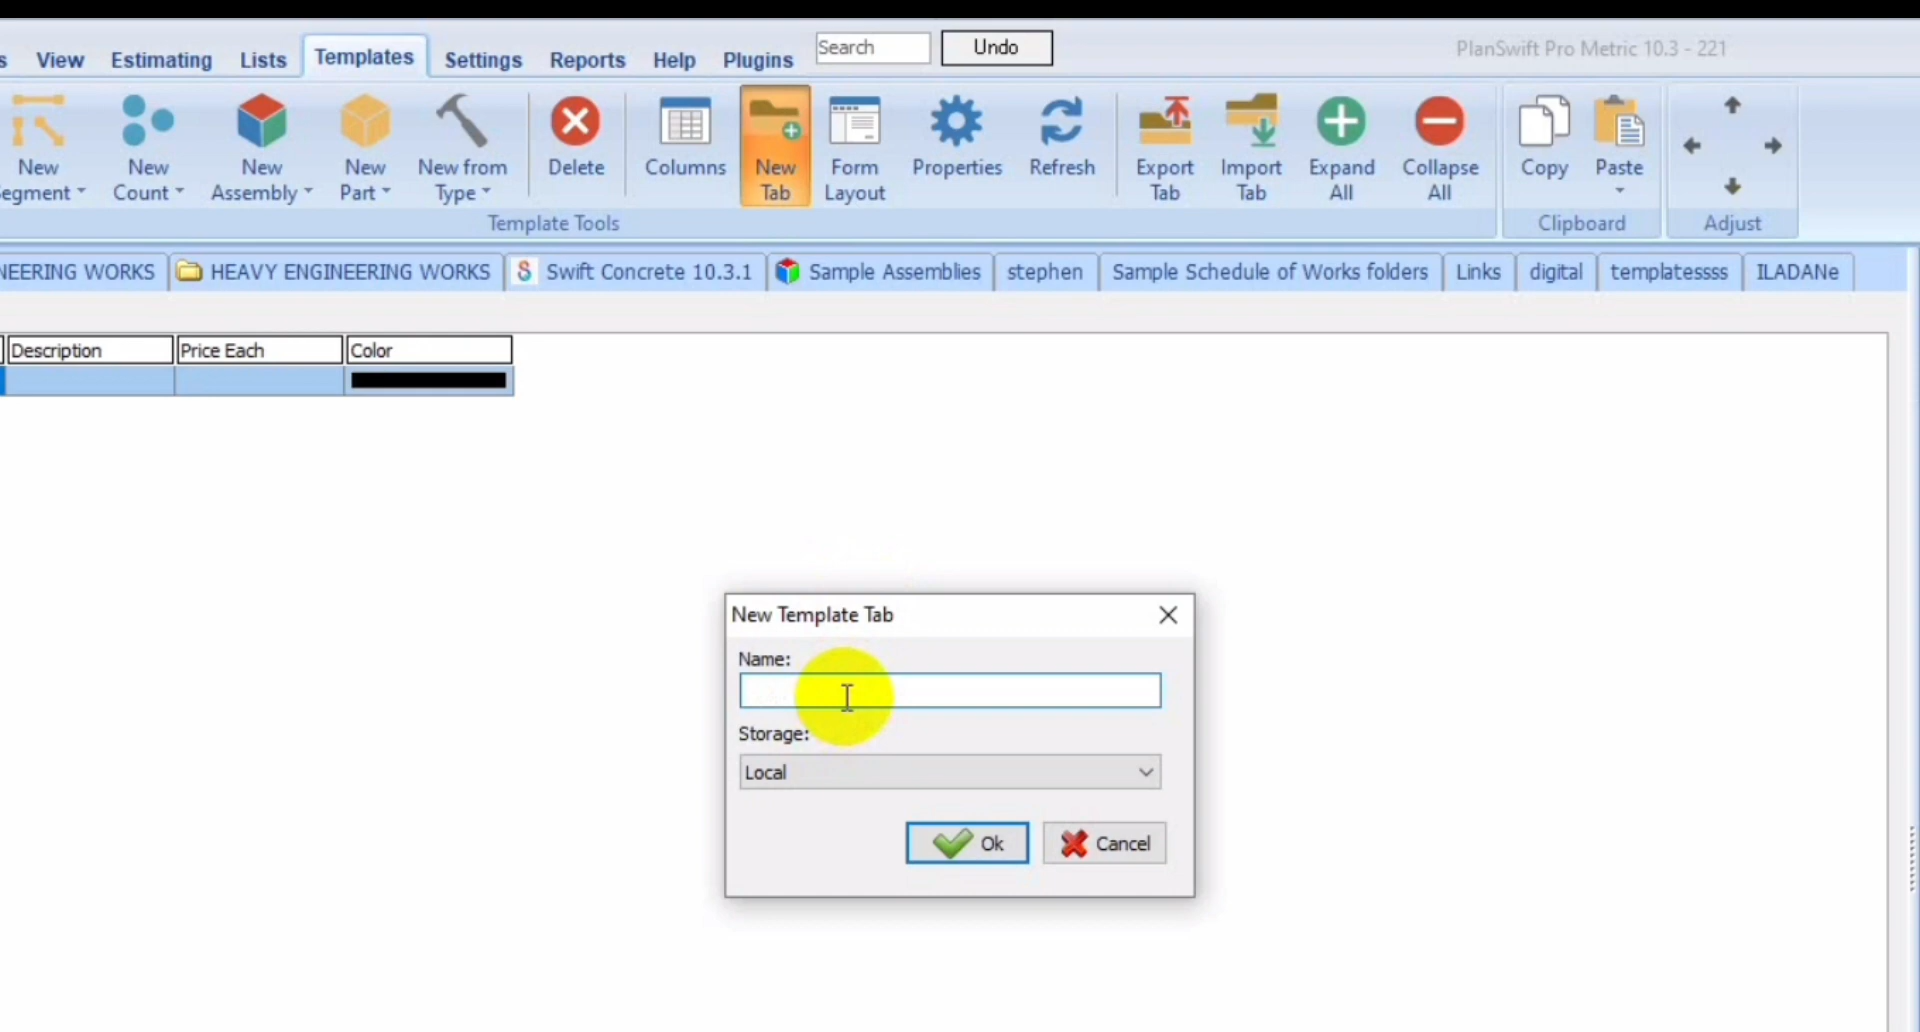 s View Estimating Lists Templates Settings Reports Help Plugins Search Undo PlanSwift Pro Metric 10.3 - 221
New Segment
New Count
New Assembly
New Part
New from Type
Delete
Columns
New Tab
Form Layout
Properties
Refresh
Export Tab
Import Tab
Expand All
Collapse All
Copy
Paste
Template Tools
Clipboard
Adjust
NEERING WORKS HEAVY ENGINEERING WORKS Swift Concrete 10.3.1 Sample Assemblies stephen Sample Schedule of Works folders Links digital templatessss ILADANe
Description Price Each Color
New Template Tab
Name:
Storage:
Local
Ok Cancel